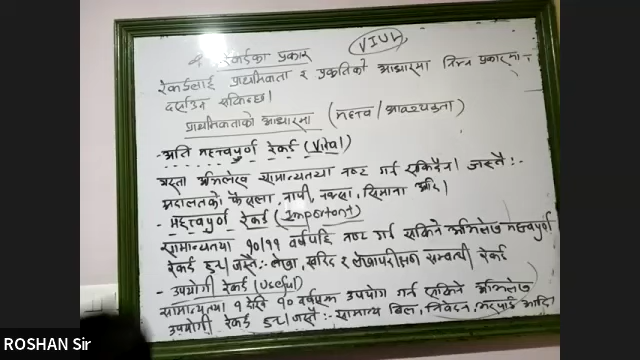 VIUN
रेकर्डका प्रकार
रेकर्डलाई प्राथमिकता र प्रकृतिको आधारमा निम्न प्रकारमा
दर्साउन सकिन्छ।
प्राथमिकताको आधारमा (महत्व/आवश्यकता)
- अति महत्वपुर्ण रेकर्ड (Vital)
यस्ता अभिलेख सामान्यतया नष्ट गर्न सकिदैन। जस्तै:-
अदालतको फैसला, नापी, नक्सा, सिमाना आदि।
- महत्वपुर्ण रेकर्ड (Important)
सामान्यतया १०/११ वर्षपछि नष्ट गर्न सकिने अभिलेख महत्वपुर्ण
रेकर्ड हुन्। जस्तै:- लेखा, खरिद र लेखापरीक्षण सम्बन्धी रेकर्ड
- उपयोगी रेकर्ड (Useful)
सामान्यतया १ देखि १० वर्षसम्म उपयोग गर्न सकिने अभिलेख
उपयोगी रेकर्ड हुन्। जस्तै:- सामान्य बिल, निवेदन, भरपाई आदि।
ROSHAN Sir